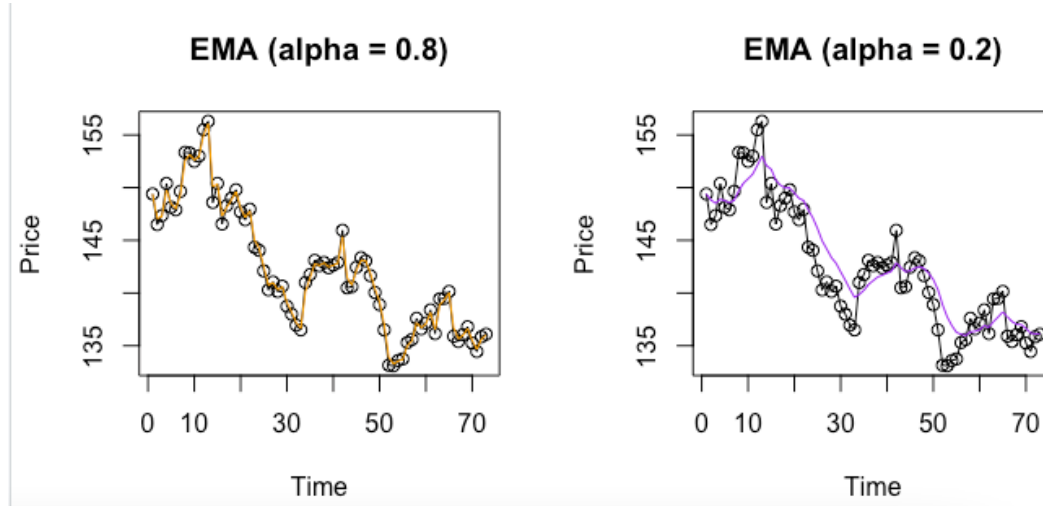 EMA (alpha = 0.8)
155
145
135
Price
0 10 30 50 70
Time
EMA (alpha = 0.2)
155
145
135
Price
0 10 30 50 70
Time